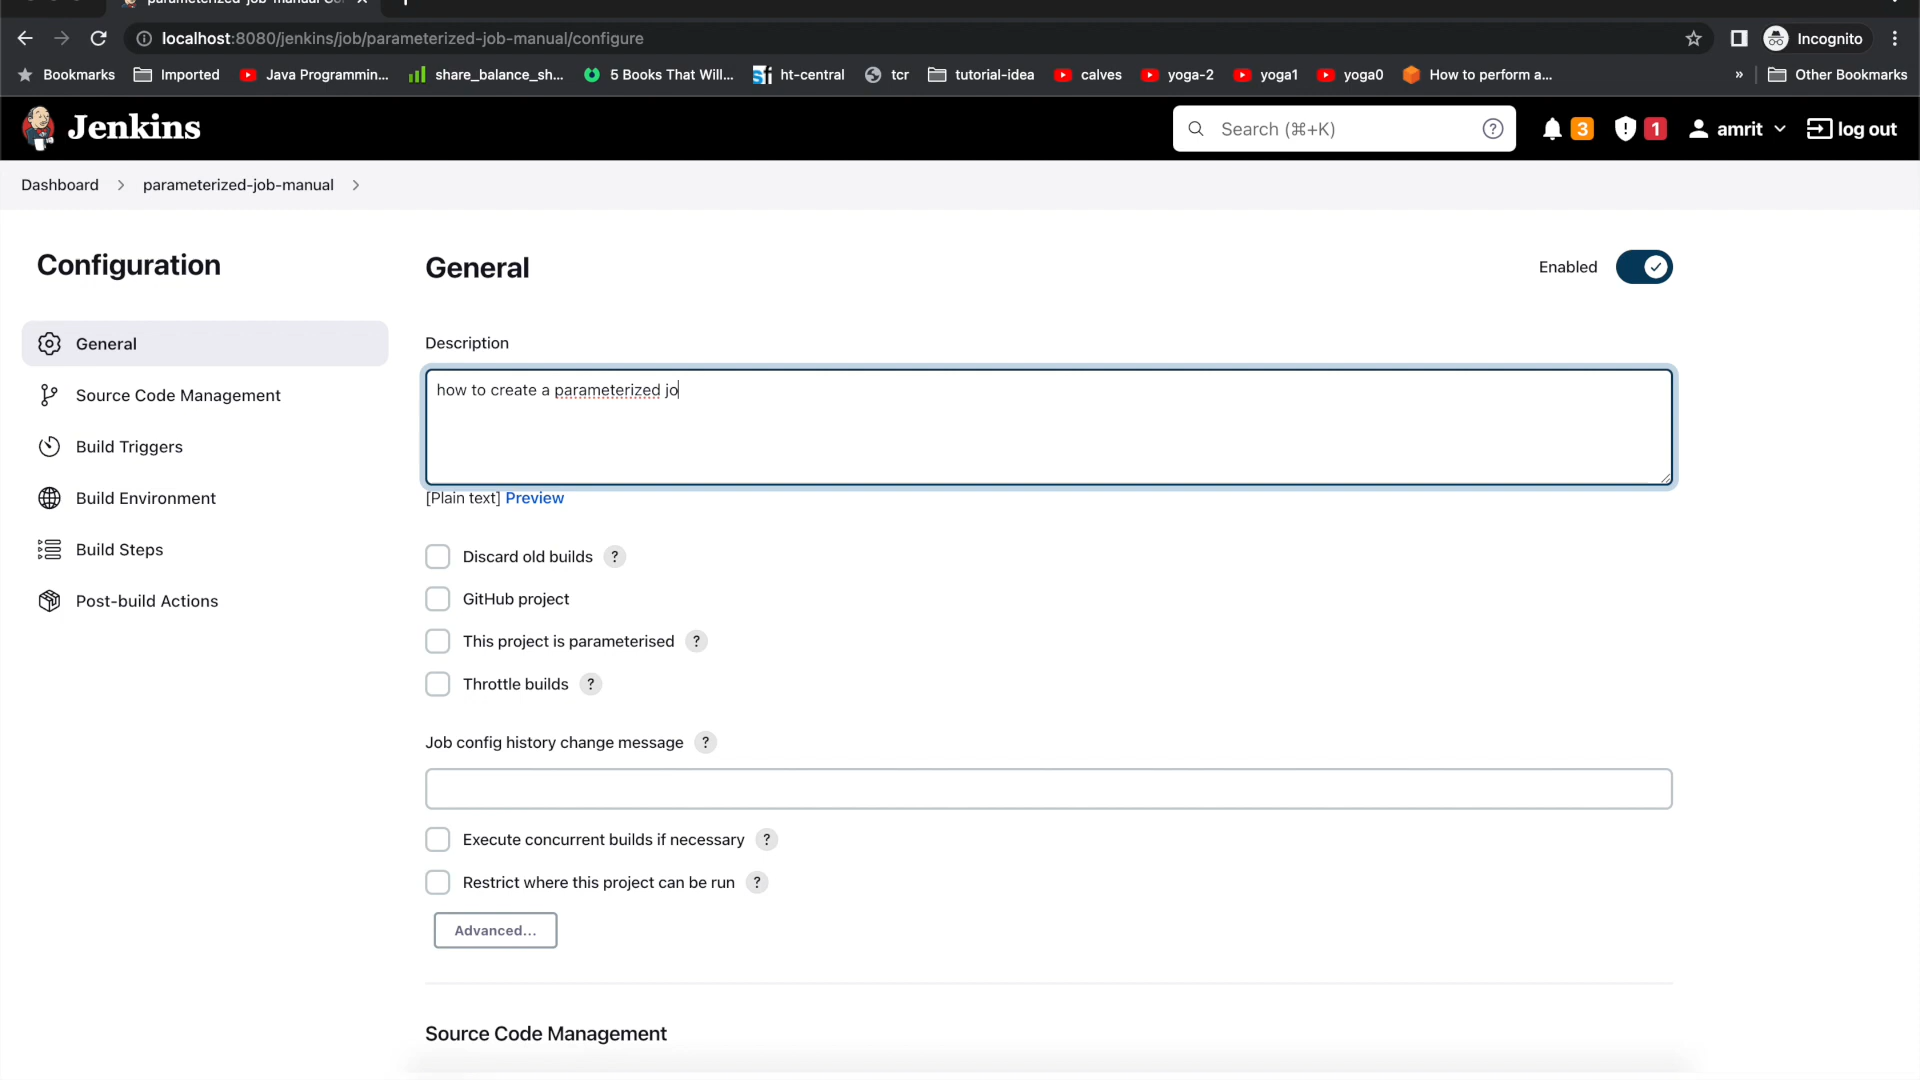 localhost:8080/jenkins/job/parameterized-job-manual/configure
Incognito
Bookmarks
Imported
Java Programmin...
share_balance_sh...
5 Books That Will...
ht-central
tcr
tutorial-idea
calves
yoga-2
yoga1
yoga0
How to perform a...
»
Other Bookmarks
Jenkins
Search (⌘+K)
?
3
1
amrit
log out
Dashboard
parameterized-job-manual
Configuration
General
Source Code Management
Build Triggers
Build Environment
Build Steps
Post-build Actions
General
Enabled
Description
how to create a parameterized jo
[Plain text] Preview
Discard old builds ?
GitHub project
This project is parameterised ?
Throttle builds ?
Job config history change message ?
Execute concurrent builds if necessary ?
Restrict where this project can be run ?
Advanced...
Source Code Management